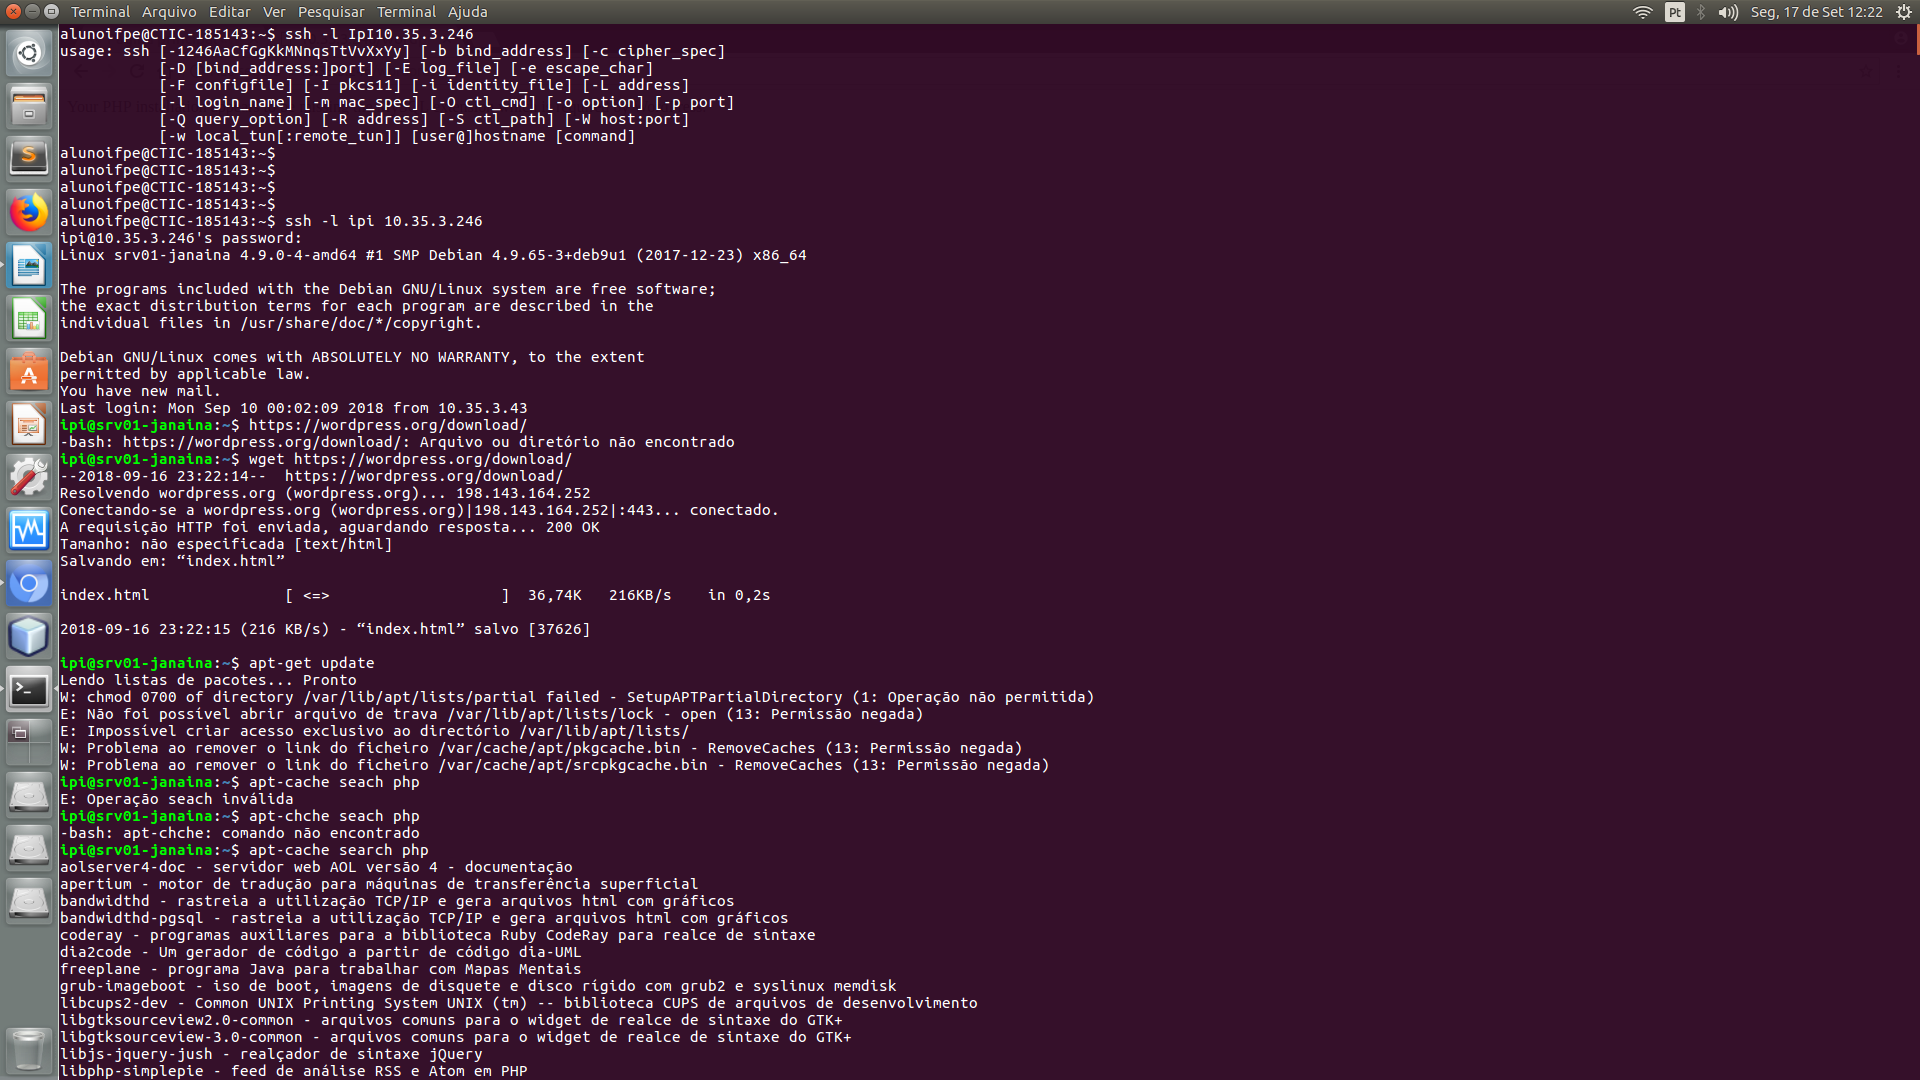 Terminal Arquivo Editar Ver Pesquisar Terminal Ajuda Pt Seg, 17 de Set 12:22
alunoifpe@CTIC-185143:~$ ssh -l IpI10.35.3.246
usage: ssh [-1246AaCfGgKkMNnqsTtVvXxYy] [-b bind_address] [-c cipher_spec]
[-D [bind_address:]port] [-E log_file] [-e escape_char]
[-F configfile] [-I pkcs11] [-i identity_file] [-L address]
[-l login_name] [-m mac_spec] [-O ctl_cmd] [-o option] [-p port]
[-Q query_option] [-R address] [-S ctl_path] [-W host:port]
[-w local_tun[:remote_tun]] [user@]hostname [command]
alunoifpe@CTIC-185143:~$
alunoifpe@CTIC-185143:~$
alunoifpe@CTIC-185143:~$
alunoifpe@CTIC-185143:~$
alunoifpe@CTIC-185143:~$ ssh -l ipi 10.35.3.246
ipi@10.35.3.246's password:
Linux srv01-janaina 4.9.0-4-amd64 #1 SMP Debian 4.9.65-3+deb9u1 (2017-12-23) x86_64
The programs included with the Debian GNU/Linux system are free software;
the exact distribution terms for each program are described in the
individual files in /usr/share/doc/*/copyright.
Debian GNU/Linux comes with ABSOLUTELY NO WARRANTY, to the extent
permitted by applicable law.
You have new mail.
Last login: Mon Sep 10 00:02:09 2018 from 10.35.3.43
ipi@srv01-janaina:~$ https://wordpress.org/download/
-bash: https://wordpress.org/download/: Arquivo ou diretório não encontrado
ipi@srv01-janaina:~$ wget https://wordpress.org/download/
--2018-09-16 23:22:14--  https://wordpress.org/download/
Resolvendo wordpress.org (wordpress.org)... 198.143.164.252
Conectando-se a wordpress.org (wordpress.org)|198.143.164.252|:443... conectado.
A requisição HTTP foi enviada, aguardando resposta... 200 OK
Tamanho: não especificada [text/html]
Salvando em: “index.html”
index.html [ <=> ] 36,74K 216KB/s in 0,2s
2018-09-16 23:22:15 (216 KB/s) - “index.html” salvo [37626]
ipi@srv01-janaina:~$ apt-get update
Lendo listas de pacotes... Pronto
W: chmod 0700 of directory /var/lib/apt/lists/partial failed - SetupAPTPartialDirectory (1: Operação não permitida)
E: Não foi possível abrir arquivo de trava /var/lib/apt/lists/lock - open (13: Permissão negada)
E: Impossível criar acesso exclusivo ao directório /var/lib/apt/lists/
W: Problema ao remover o link do ficheiro /var/cache/apt/pkgcache.bin - RemoveCaches (13: Permissão negada)
W: Problema ao remover o link do ficheiro /var/cache/apt/srcpkgcache.bin - RemoveCaches (13: Permissão negada)
ipi@srv01-janaina:~$ apt-cache seach php
E: Operação seach inválida
ipi@srv01-janaina:~$ apt-chche seach php
-bash: apt-chche: comando não encontrado
ipi@srv01-janaina:~$ apt-cache search php
aolserver4-doc - servidor web AOL versão 4 - documentação
apertium - motor de tradução para máquinas de transferência superficial
bandwidthd - rastreia a utilização TCP/IP e gera arquivos html com gráficos
bandwidthd-pgsql - rastreia a utilização TCP/IP e gera arquivos html com gráficos
coderay - programas auxiliares para a biblioteca Ruby CodeRay para realce de sintaxe
dia2code - Um gerador de código a partir de código dia-UML
freeplane - programa Java para trabalhar com Mapas Mentais
grub-imageboot - iso de boot, imagens de disquete e disco rígido com grub2 e syslinux memdisk
libcups2-dev - Common UNIX Printing System UNIX (tm) -- biblioteca CUPS de arquivos de desenvolvimento
libgtksourceview2.0-common - arquivos comuns para o widget de realce de sintaxe do GTK+
libgtksourceview-3.0-common - arquivos comuns para o widget de realce de sintaxe do GTK+
libjs-jquery-jush - realçador de sintaxe jQuery
libphp-simplepie - feed de análise RSS e Atom em PHP